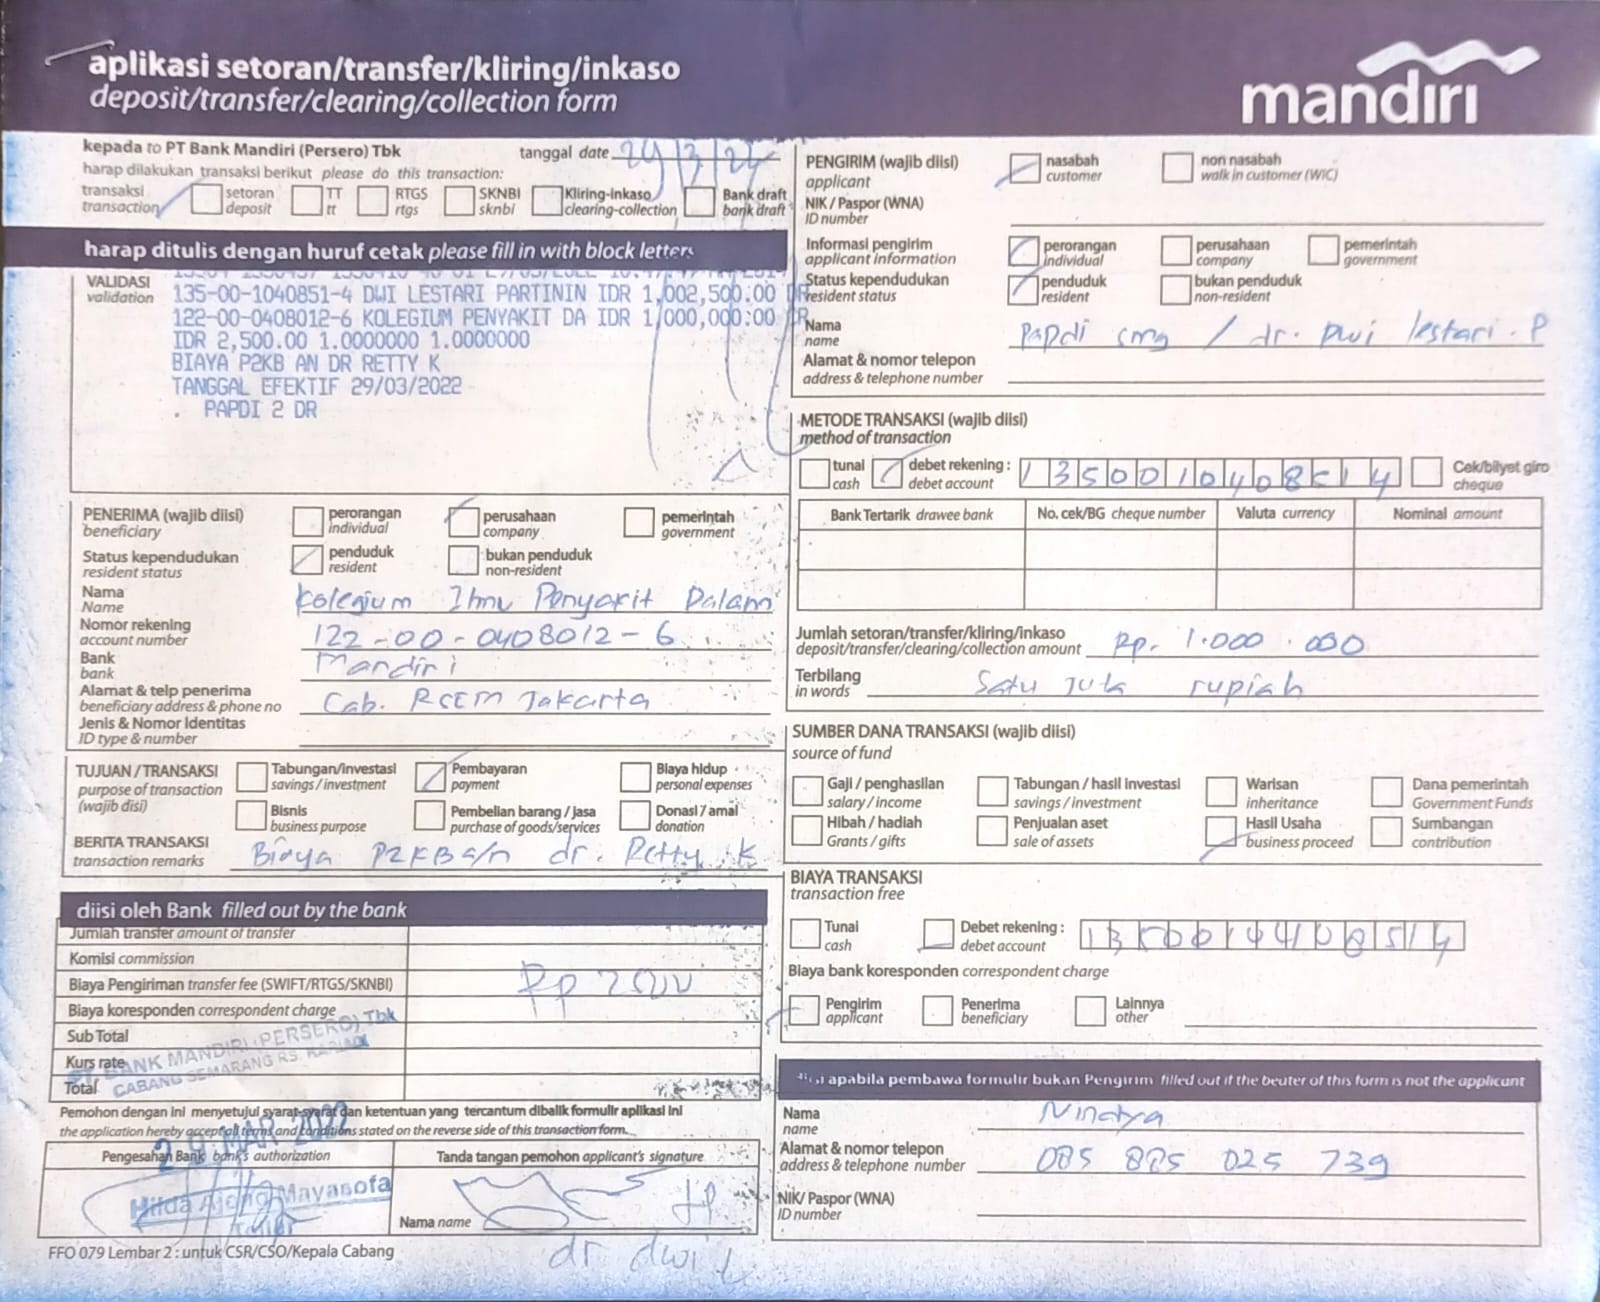 aplikasi setoran/transfer/kliring/inkaso
deposit/transfer/clearing/collection form
mandiri
kepada to PT Bank Mandiri (Persero) Tbk
tanggal date
harap dilakukan transaksi berikut please do this transaction:
transaksi transaction
setoran deposit
TT tt
RTGS rtgs
SKNBI sknbi
Kliring-inkaso clearing-collection
Bank draft bank draft
harap ditulis dengan huruf cetak please fill in with block letters
VALIDASI
validation
135-00-1040851-4 DWI LESTARI PARTININ IDR 1,002,500:00 DR
122-00-0408012-6 KOLEGIUM PENYAKIT DA IDR 1,000,000:00
IDR 2,500.00 1.0000000 1.0000000
BIAYA P2KB AN DR RETTY K
TANGGAL EFEKTIF 29/03/2022
. PAPDI 2 DR
PENERIMA (wajib diisi)
beneficiary
perorangan individual
perusahaan company
pemerintah government
Status kependudukan
resident status
penduduk resident
bukan penduduk non-resident
Nama
Name
Kolegium Ilmu Penyakit Dalam
Nomor rekening
account number
122-00-0408012-6
Bank
bank
Mandiri
Alamat & telp penerima
beneficiary address & phone no
Cab. RSCM Jakarta
Jenis & Nomor Identitas
ID type & number
TUJUAN / TRANSAKSI
purpose of transaction
(wajib disi)
Tabungan/investasi savings/investment
Pembayaran payment
Biaya hidup personal expenses
Bisnis business purpose
Pembelian barang / jasa purchase of goods/services
Donasi / amal donation
BERITA TRANSAKSI
transaction remarks
Biaya P2KB a/n dr. Retty K
diisi oleh Bank filled out by the bank
Jumlah transfer amount of transfer
Komisi commission
Biaya Pengiriman transfer fee (SWIFT/RTGS/SKNBI)
Biaya koresponden correspondent charge
Sub Total
Kurs rate
Total
PT BANK MANDIRI (PERSERO) Tbk
CABANG SEMARANG RS. KARIADI
Pemohon dengan ini menyetujui syarat-syarat dan ketentuan yang tercantum dibalik formulir aplikasi ini
the application hereby accept all terms and conditions stated on the reverse side of this transaction form.
29 MAR 2022
Pengesahan Bank bank's authorization
Tanda tangan pemohon applicant's signature
Hilda Ajeng Mayasofa
Teller
Nama name
dr dwi L
FFO 079 Lembar 2 : untuk CSR/CSO/Kepala Cabang
PENGIRIM (wajib diisi)
applicant
nasabah customer
non nasabah walk in customer (WIC)
NIK / Paspor (WNA)
ID number
Informasi pengirim
applicant information
perorangan individual
perusahaan company
pemerintah government
Status kependudukan
resident status
penduduk resident
bukan penduduk non-resident
Nama
name
Papdi smg / dr. Dwi lestari. P
Alamat & nomor telepon
address & telephone number
METODE TRANSAKSI (wajib diisi)
method of transaction
tunai cash
debet rekening : debet account
1350010408514
Cek/bilyet giro cheque
Bank Tertarik drawee bank
No. cek/BG cheque number
Valuta currency
Nominal amount
Jumlah setoran/transfer/kliring/inkaso
deposit/transfer/clearing/collection amount
Rp. 1.000.000
Terbilang
in words
Satu Juta rupiah
SUMBER DANA TRANSAKSI (wajib diisi)
source of fund
Gaji / penghasilan salary / income
Tabungan / hasil investasi savings / investment
Warisan inheritance
Dana pemerintah Government Funds
Hibah / hadiah Grants / gifts
Penjualan aset sale of assets
Hasil Usaha business proceed
Sumbangan contribution
BIAYA TRANSAKSI
transaction free
Tunai cash
Debet rekening : debet account
Biaya bank koresponden correspondent charge
Pengirim applicant
Penerima beneficiary
Lainnya other
apabila pembawa formulir bukan Pengirim filled out if the beuter of this form is not the applicant
Nama
name
Nindya
Alamat & nomor telepon
address & telephone number
085 885 025 739
NIK/ Paspor (WNA)
ID number